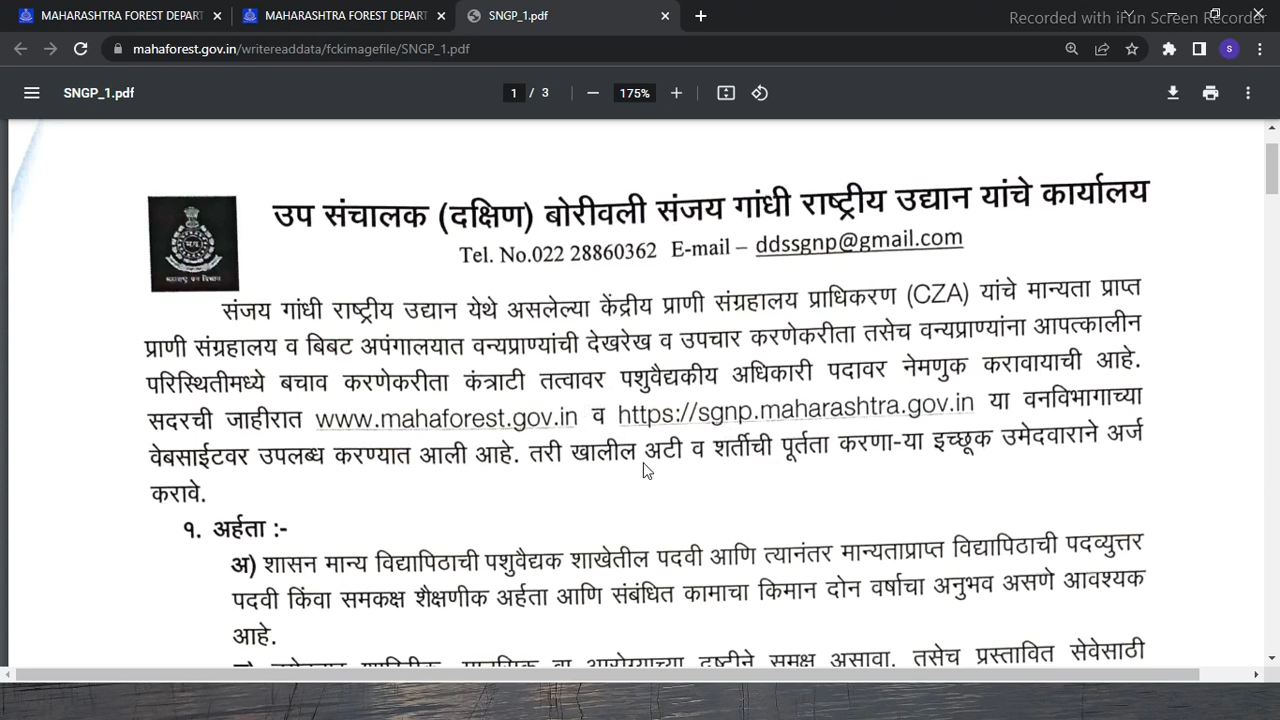 MAHARASHTRA FOREST DEPART
MAHARASHTRA FOREST DEPART
SNGP_1.pdf
Recorded with iFun Screen Recorder
mahaforest.gov.in/writereaddata/fckimagefile/SNGP_1.pdf
S
SNGP_1.pdf
1 / 3
175%
उप संचालक (दक्षिण) बोरीवली संजय गांधी राष्ट्रीय उद्यान यांचे कार्यालय
Tel. No.022 28860362 E-mail – ddssgnp@gmail.com
संजय गांधी राष्ट्रीय उद्यान येथे असलेल्या केंद्रीय प्राणी संग्रहालय प्राधिकरण (CZA) यांचे मान्यता प्राप्त
प्राणी संग्रहालय व बिबट अपंगालयात वन्यप्राण्यांची देखरेख व उपचार करणेकरीता तसेच वन्यप्राण्यांना आपत्कालीन
परिस्थितीमध्ये बचाव करणेकरीता कंत्राटी तत्वावर पशुवैद्यकीय अधिकारी पदावर नेमणुक करावायाची आहे.
सदरची जाहीरात www.mahaforest.gov.in व https://sgnp.maharashtra.gov.in या वनविभागाच्या
वेबसाईटवर उपलब्ध करण्यात आली आहे. तरी खालील अटी व शर्तीची पूर्तता करणा-या इच्छूक उमेदवाराने अर्ज
करावे.
१. अर्हता :-
अ) शासन मान्य विद्यापिठाची पशुवैद्यक शाखेतील पदवी आणि त्यानंतर मान्यताप्राप्त विद्यापिठाची पदव्युत्तर
पदवी किंवा समकक्ष शैक्षणीक अर्हता आणि संबंधित कामाचा किमान दोन वर्षाचा अनुभव असणे आवश्यक
आहे.
आरोग्याच्या दृष्टीने समक्ष असावा. तसेच प्रस्तावित सेवेसाठी